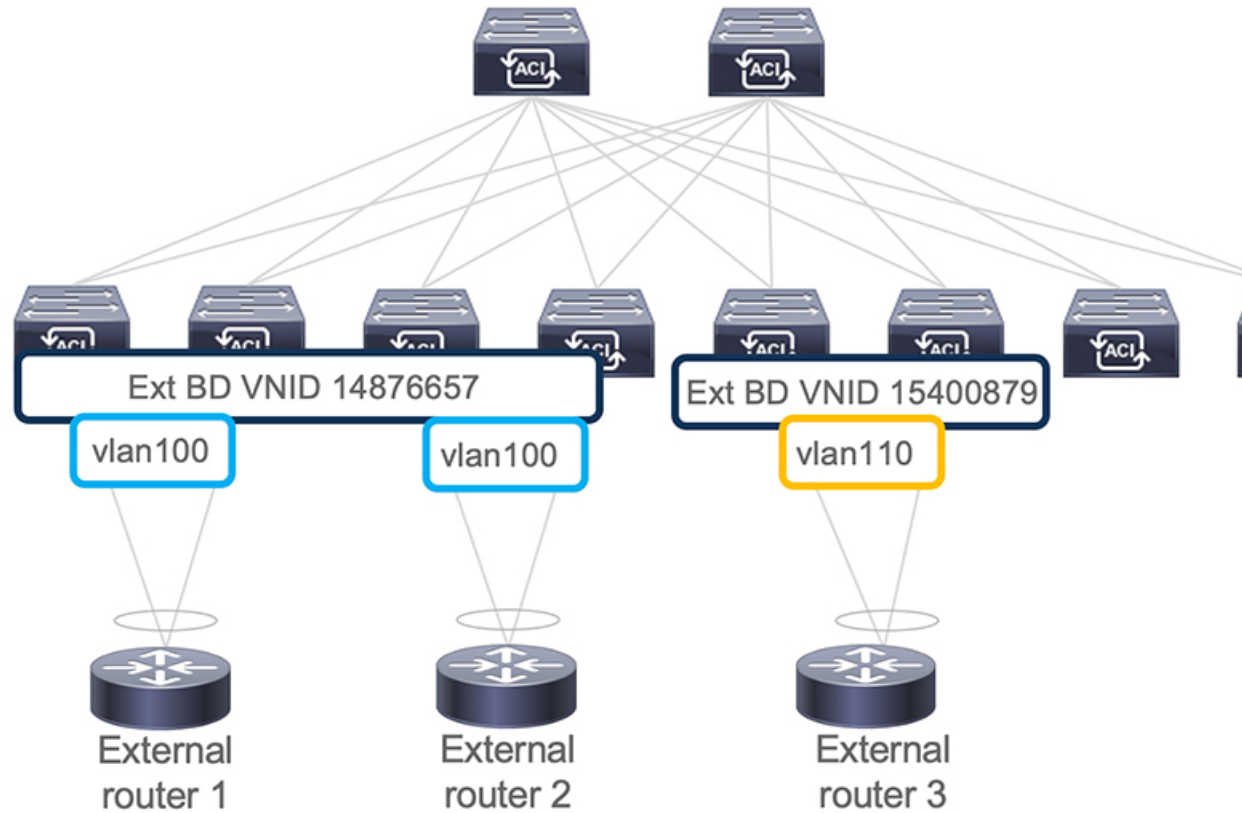 ACI
ACI
ACI
ACI
ACI
ACI
ACI
ACI
ACI
Ext BD VNID 14876657
Ext BD VNID 15400879
vlan100
vlan100
vlan110
External
router 1
External
router 2
External
router 3